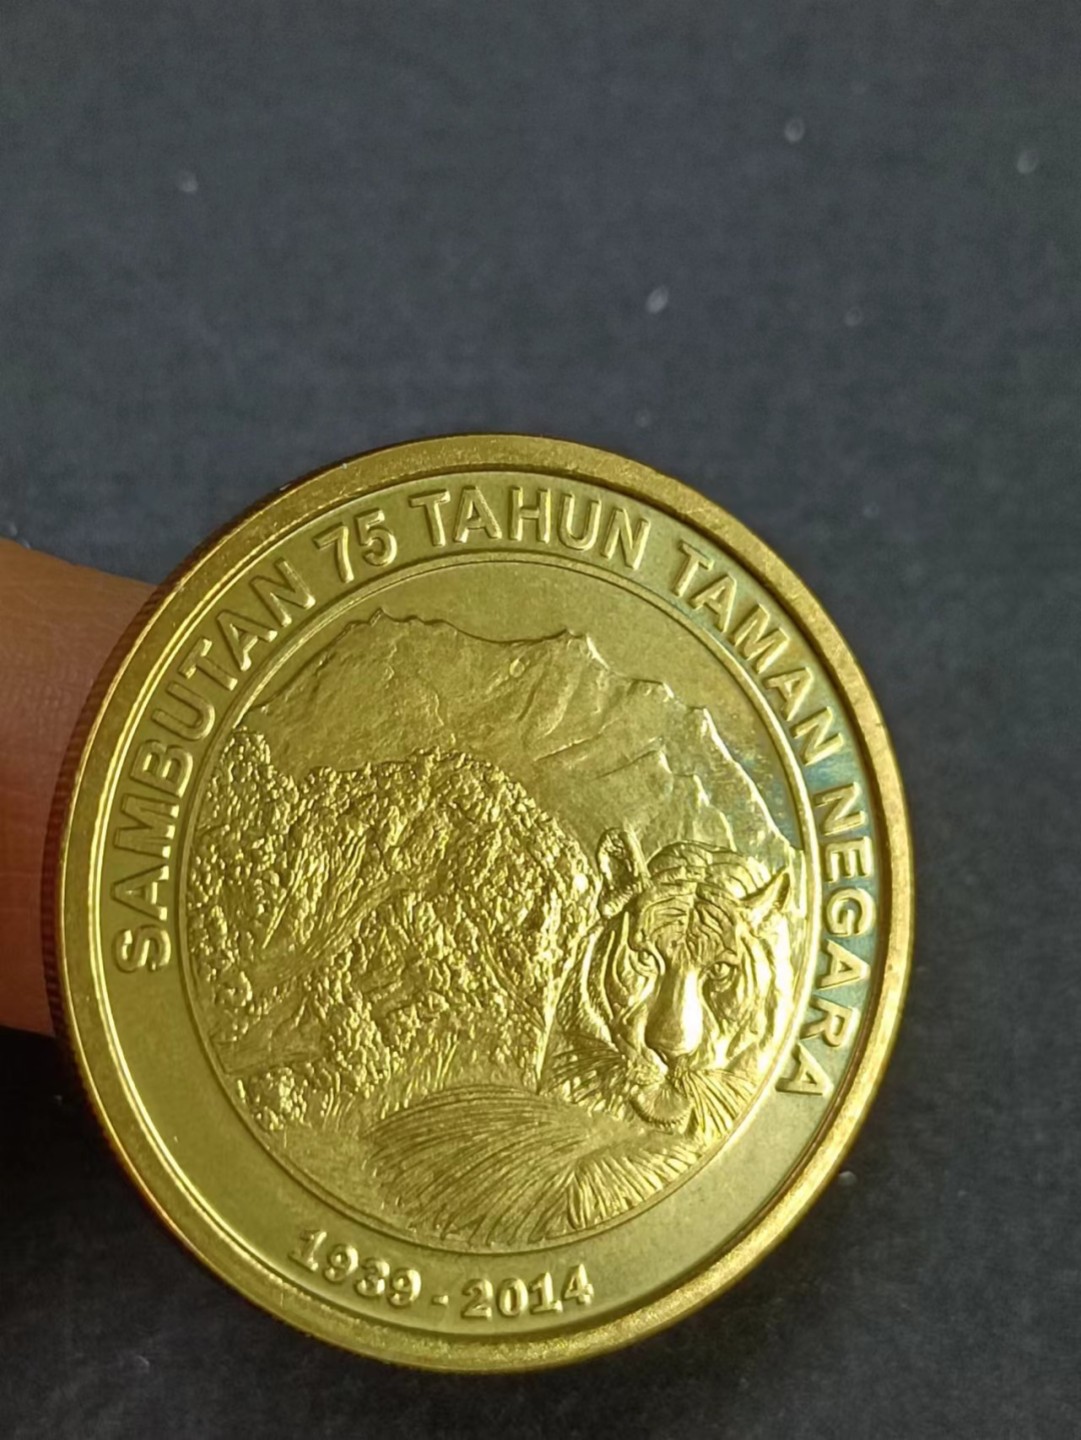 SAMBUTAN 75 TAHUN TAMAN NEGARA
1939 - 2014